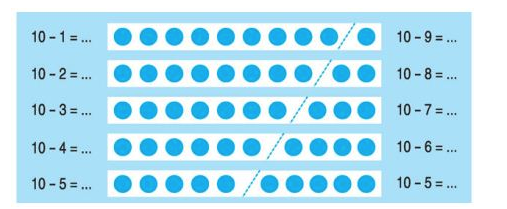 10 – 1 = ... 10 – 9 = ...
10 – 2 = ... 10 – 8 = ...
10 – 3 = ... 10 – 7 = ...
10 – 4 = ... 10 – 6 = ...
10 – 5 = ... 10 – 5 = ...